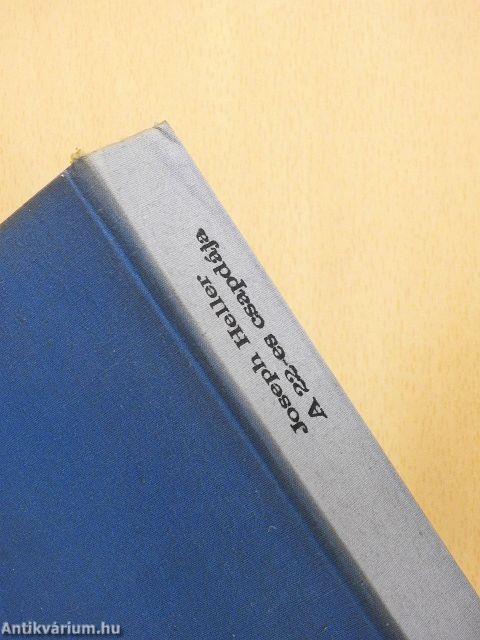 Joseph Heller
A 22-es csapdája
Antikvárium.hu